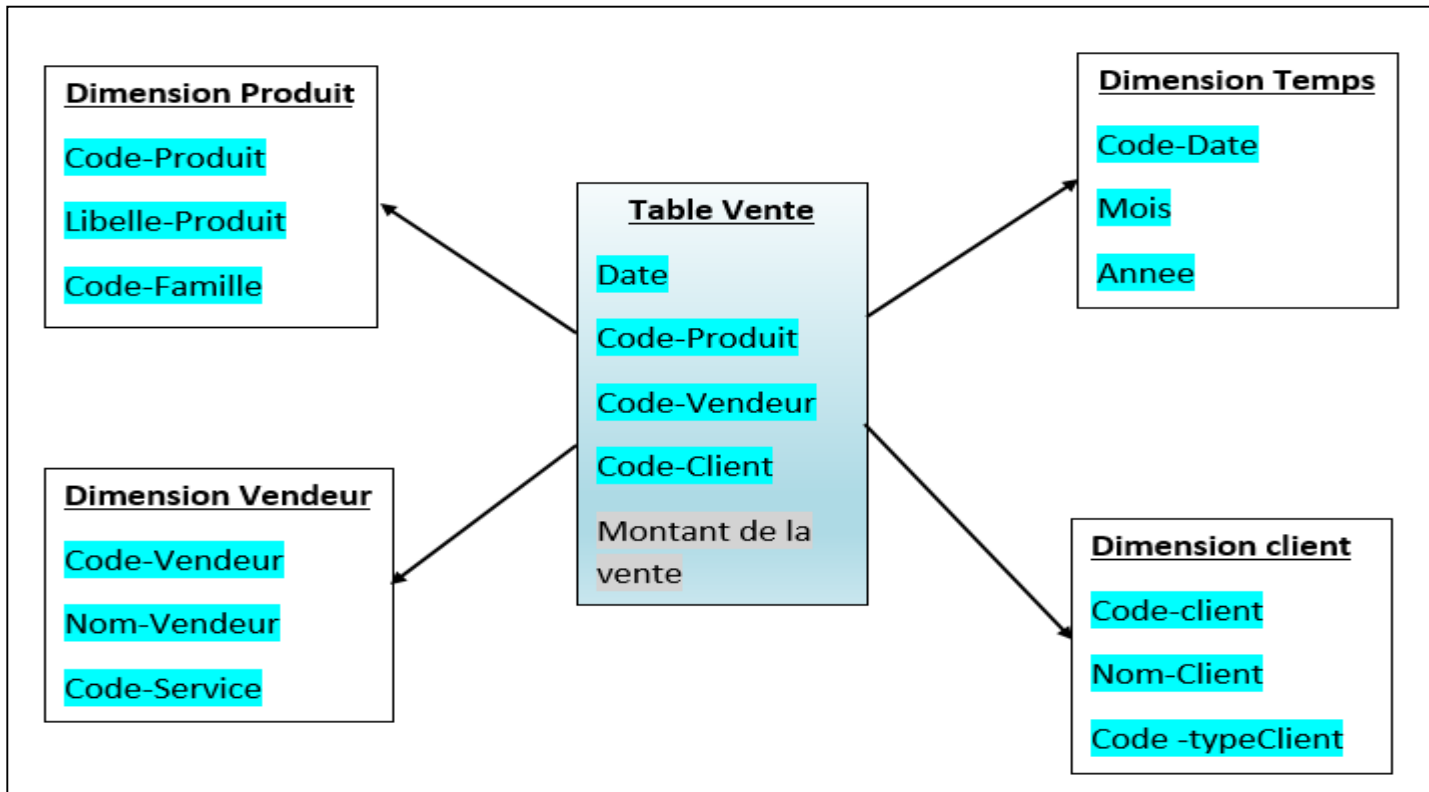 Dimension Produit
Code-Produit
Libelle-Produit
Code-Famille
Dimension Temps
Code-Date
Mois
Annee
Table Vente
Date
Code-Produit
Code-Vendeur
Code-Client
Montant de la
vente
Dimension Vendeur
Code-Vendeur
Nom-Vendeur
Code-Service
Dimension client
Code-client
Nom-Client
Code -typeClient